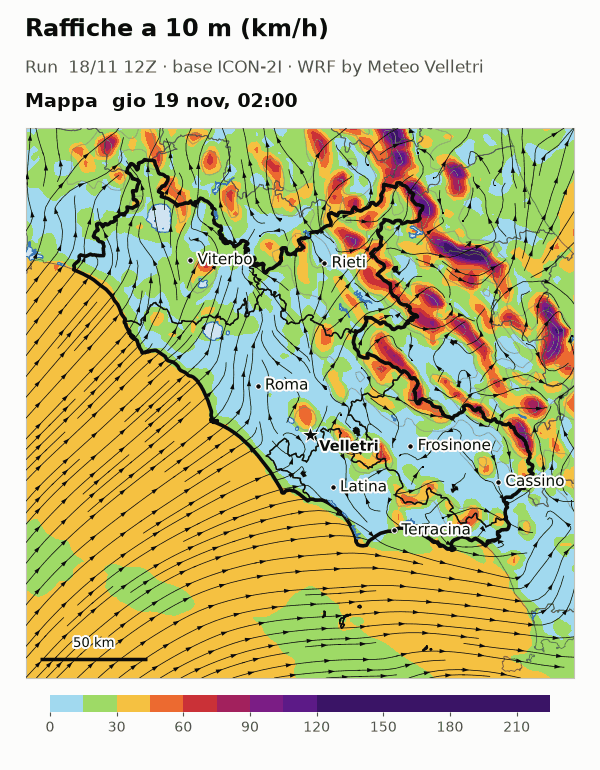 Raffiche a 10 m (km/h)
Run  18/11 12Z · base ICON-2I · WRF by Meteo Velletri
Mappa  gio 19 nov, 02:00
Viterbo
Rieti
Roma
Velletri
Frosinone
Latina
Cassino
Terracina
50 km
0 30 60 90 120 150 180 210